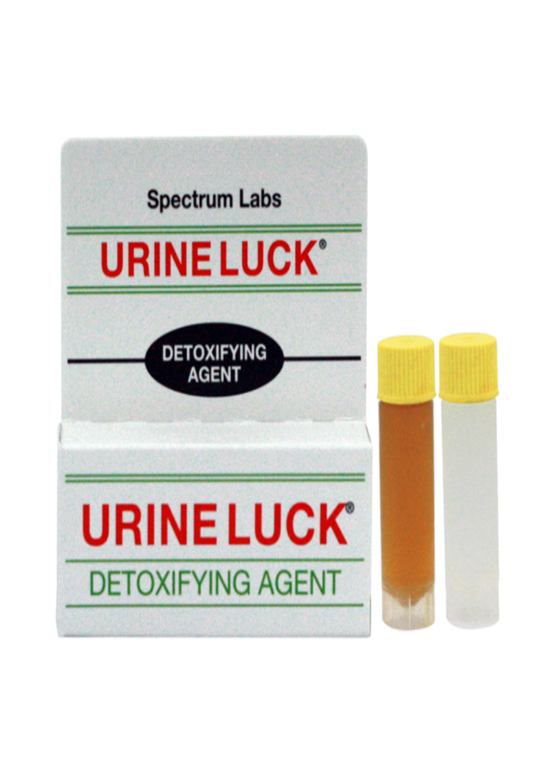 Spectrum Labs
URINE LUCK®
DETOXIFYING
AGENT
URINE LUCK®
DETOXIFYING AGENT